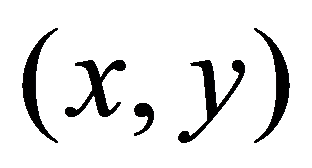 (x, y)